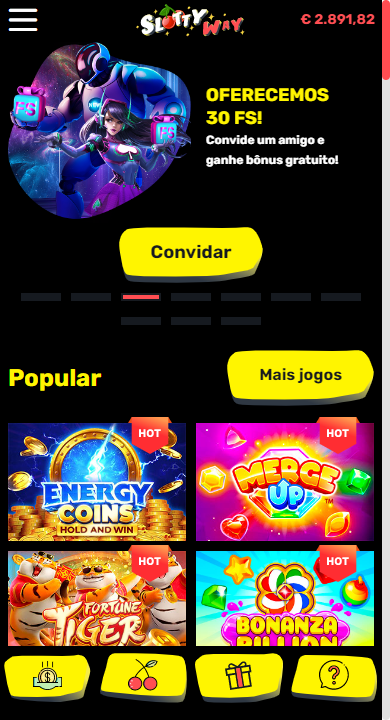 SLOTTY WAY
€ 2.891,82
OFERECEMOS
30 FS!
Convide um amigo e
ganhe bônus gratuito!
FS
FS
Convidar
Popular
Mais jogos
HOT
HOT
ENERGY
COINS
HOLD AND WIN
MERGE
UP™
HOT
HOT
FORTUNE
TIGER
BONANZA
BILLION